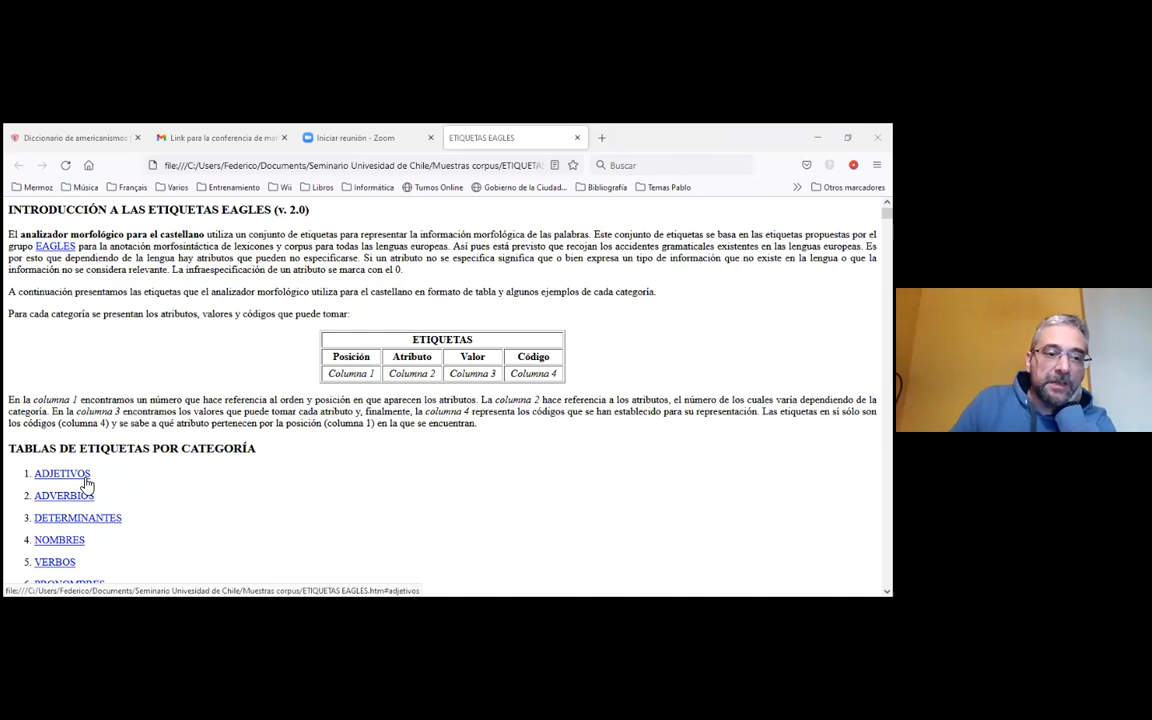 Diccionario de americanismos
Link para la conferencia de ma
Iniciar reunión - Zoom
ETIQUETAS EAGLES
file:///C:/Users/Federico/Documents/Seminario Univesidad de Chile/Muestras corpus/ETIQUETA
Buscar
Mermoz Música Français Varios Entrenamiento Wii Libros Informática Turnos Online Gobierno de la Ciudad... Bibliografía Temas Pablo Otros marcadores
INTRODUCCIÓN A LAS ETIQUETAS EAGLES (v. 2.0)
El analizador morfológico para el castellano utiliza un conjunto de etiquetas para representar la información morfológica de las palabras. Este conjunto de etiquetas se basa en las etiquetas propuestas por el
grupo EAGLES para la anotación morfosintáctica de lexicones y corpus para todas las lenguas europeas. Así pues está previsto que recojan los accidentes gramaticales existentes en las lenguas europeas. Es
por esto que dependiendo de la lengua hay atributos que pueden no especificarse. Si un atributo no se especifica significa que o bien expresa un tipo de información que no existe en la lengua o que la
información no se considera relevante. La infraespecificación de un atributo se marca con el 0.
A continuación presentamos las etiquetas que el analizador morfológico utiliza para el castellano en formato de tabla y algunos ejemplos de cada categoría.
Para cada categoría se presentan los atributos, valores y códigos que puede tomar:
ETIQUETAS
Posición Atributo Valor Código
Columna 1 Columna 2 Columna 3 Columna 4
En la columna 1 encontramos un número que hace referencia al orden y posición en que aparecen los atributos. La columna 2 hace referencia a los atributos, el número de los cuales varía dependiendo de la
categoría. En la columna 3 encontramos los valores que puede tomar cada atributo y, finalmente, la columna 4 representa los códigos que se han establecido para su representación. Las etiquetas en sí sólo son
los códigos (columna 4) y se sabe a qué atributo pertenecen por la posición (columna 1) en la que se encuentran.
TABLAS DE ETIQUETAS POR CATEGORÍA
1. ADJETIVOS
2. ADVERBIOS
3. DETERMINANTES
4. NOMBRES
5. VERBOS
6. PRONOMBRES
file:///C:/Users/Federico/Documents/Seminario Univesidad de Chile/Muestras corpus/ETIQUETAS EAGLES.htm#adjetivos